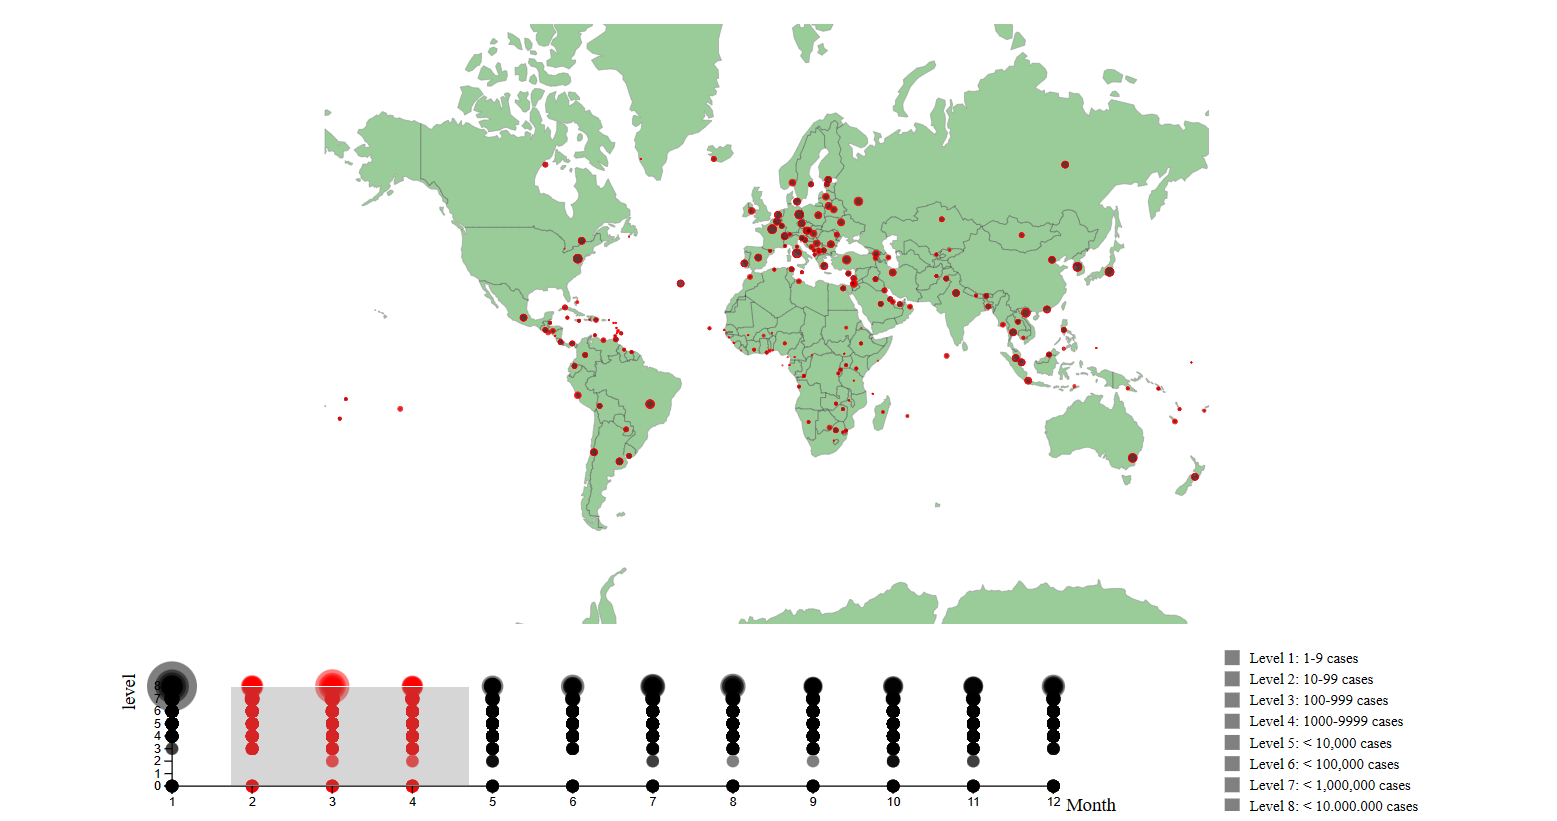 level
8
7
6
5
4
3
2
1
0
1 2 3 4 5 6 7 8 9 10 11 12
Month
Level 1: 1-9 cases
Level 2: 10-99 cases
Level 3: 100-999 cases
Level 4: 1000-9999 cases
Level 5: < 10,000 cases
Level 6: < 100,000 cases
Level 7: < 1,000,000 cases
Level 8: < 10.000.000 cases